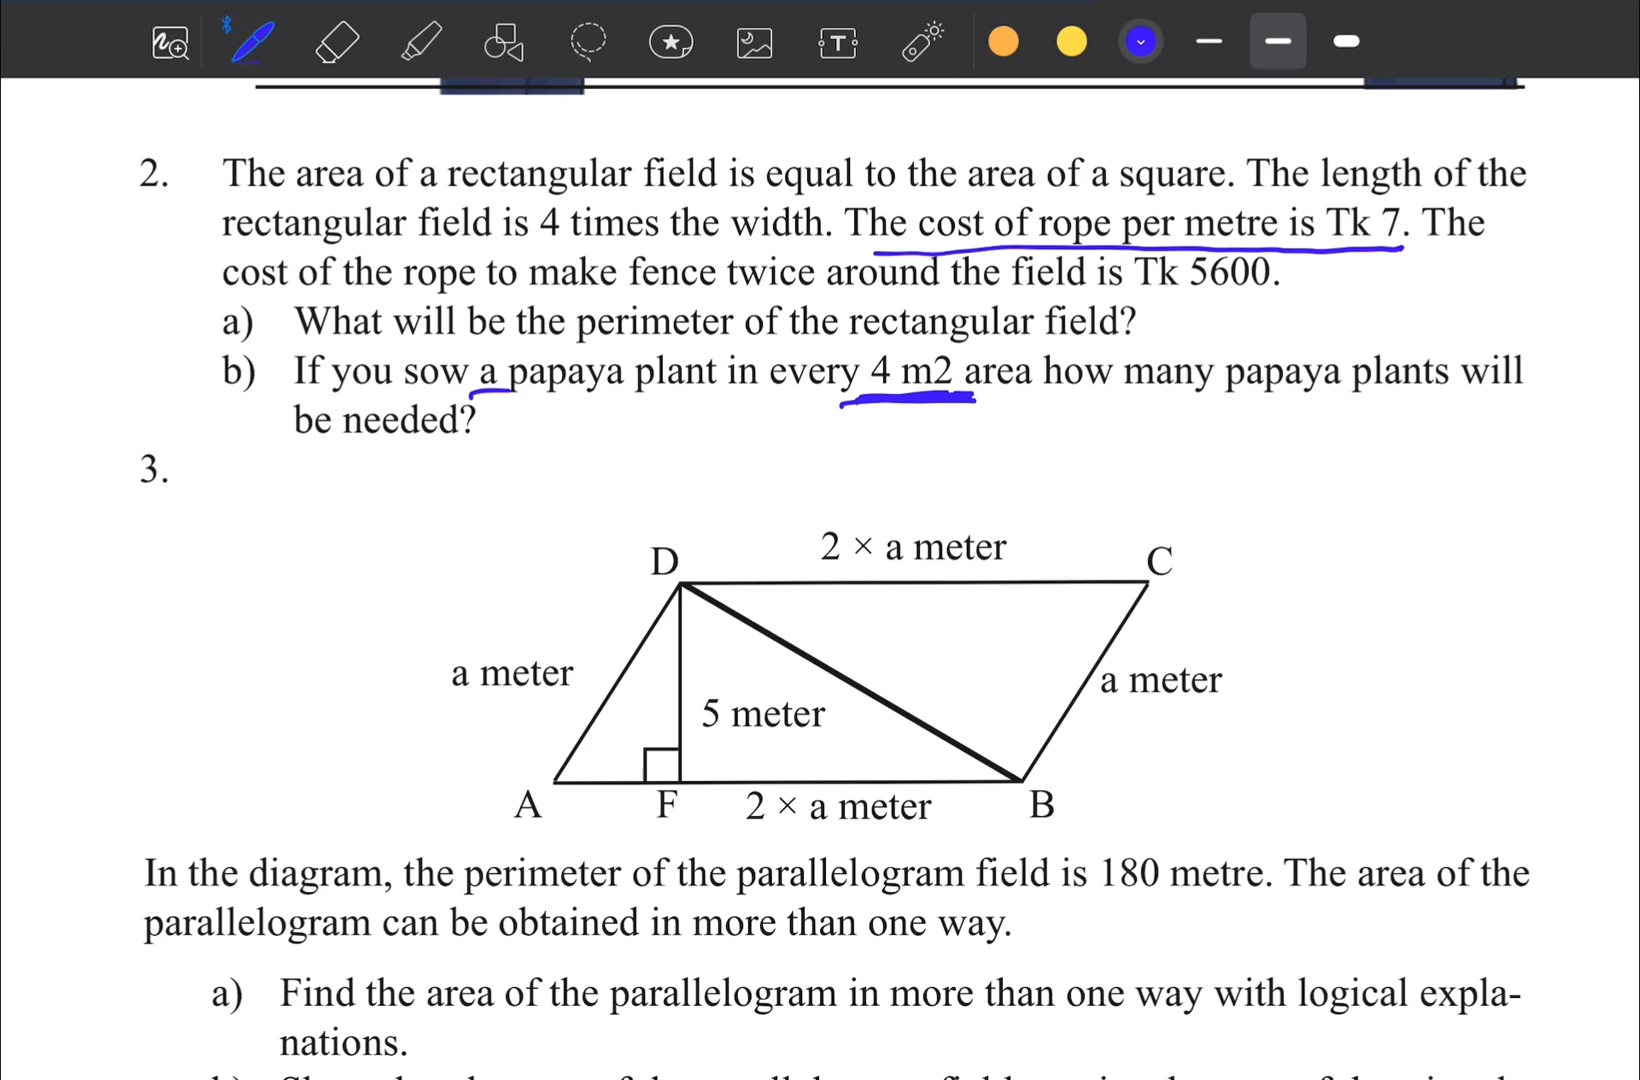 2. The area of a rectangular field is equal to the area of a square. The length of the
rectangular field is 4 times the width. The cost of rope per metre is Tk 7. The
cost of the rope to make fence twice around the field is Tk 5600.
a) What will be the perimeter of the rectangular field?
b) If you sow a papaya plant in every 4 m2 area how many papaya plants will
be needed?
3.
2 × a meter
D C
a meter
a meter
5 meter
A F 2 × a meter B
In the diagram, the perimeter of the parallelogram field is 180 metre. The area of the
parallelogram can be obtained in more than one way.
a) Find the area of the parallelogram in more than one way with logical expla-
nations.